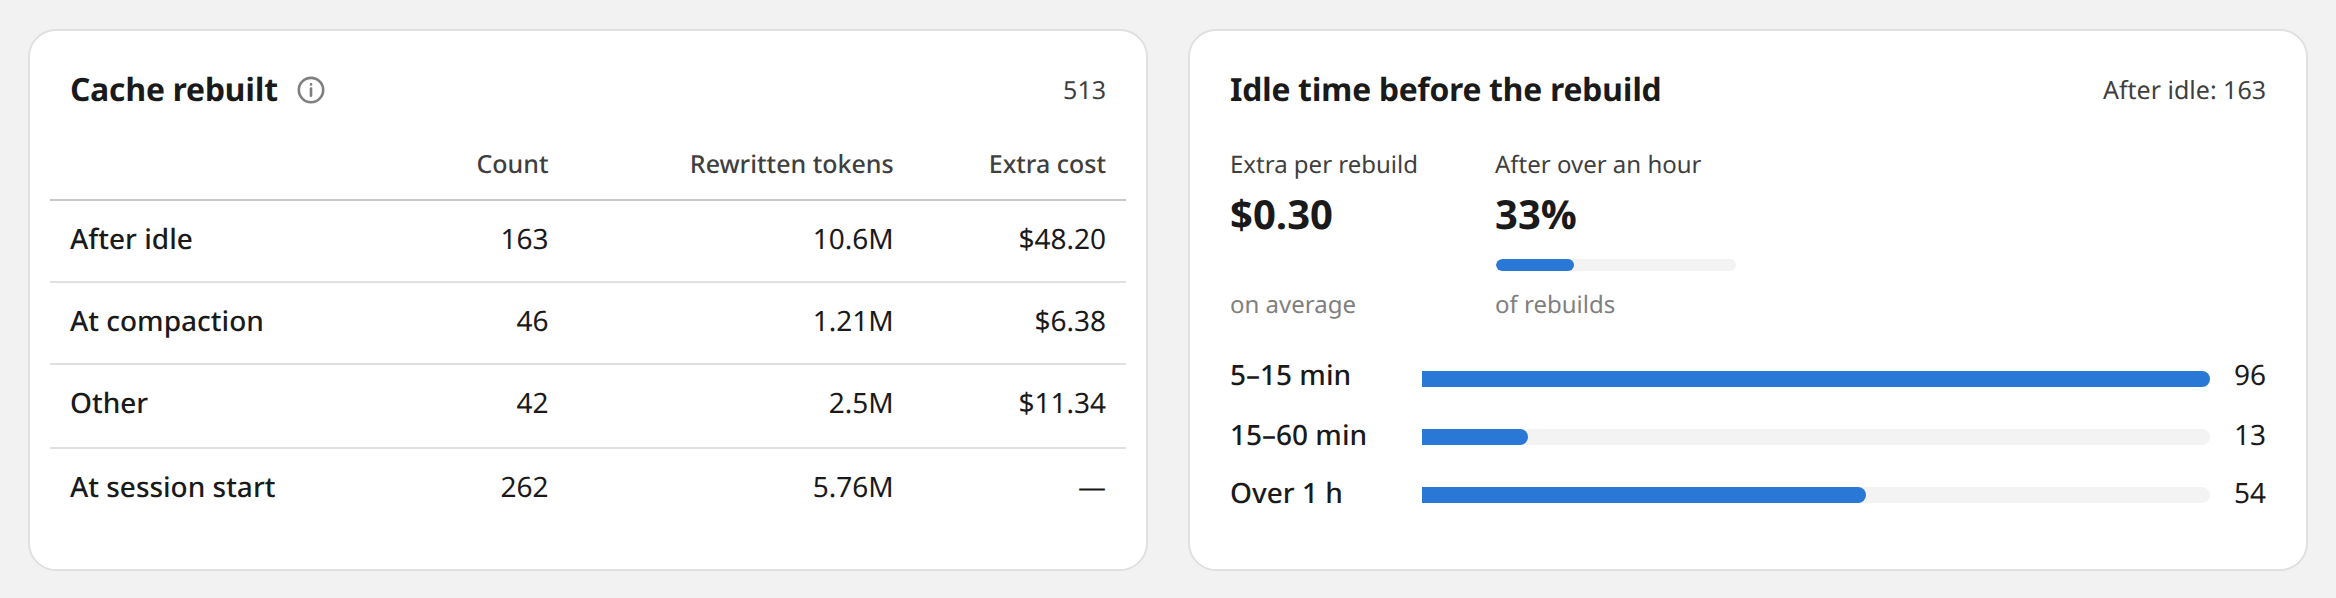 Cache rebuilt 513
Count Rewritten tokens Extra cost
After idle 163 10.6M $48.20
At compaction 46 1.21M $6.38
Other 42 2.5M $11.34
At session start 262 5.76M —
Idle time before the rebuild After idle: 163
Extra per rebuild After over an hour
$0.30 33%
on average of rebuilds
5–15 min 96
15–60 min 13
Over 1 h 54